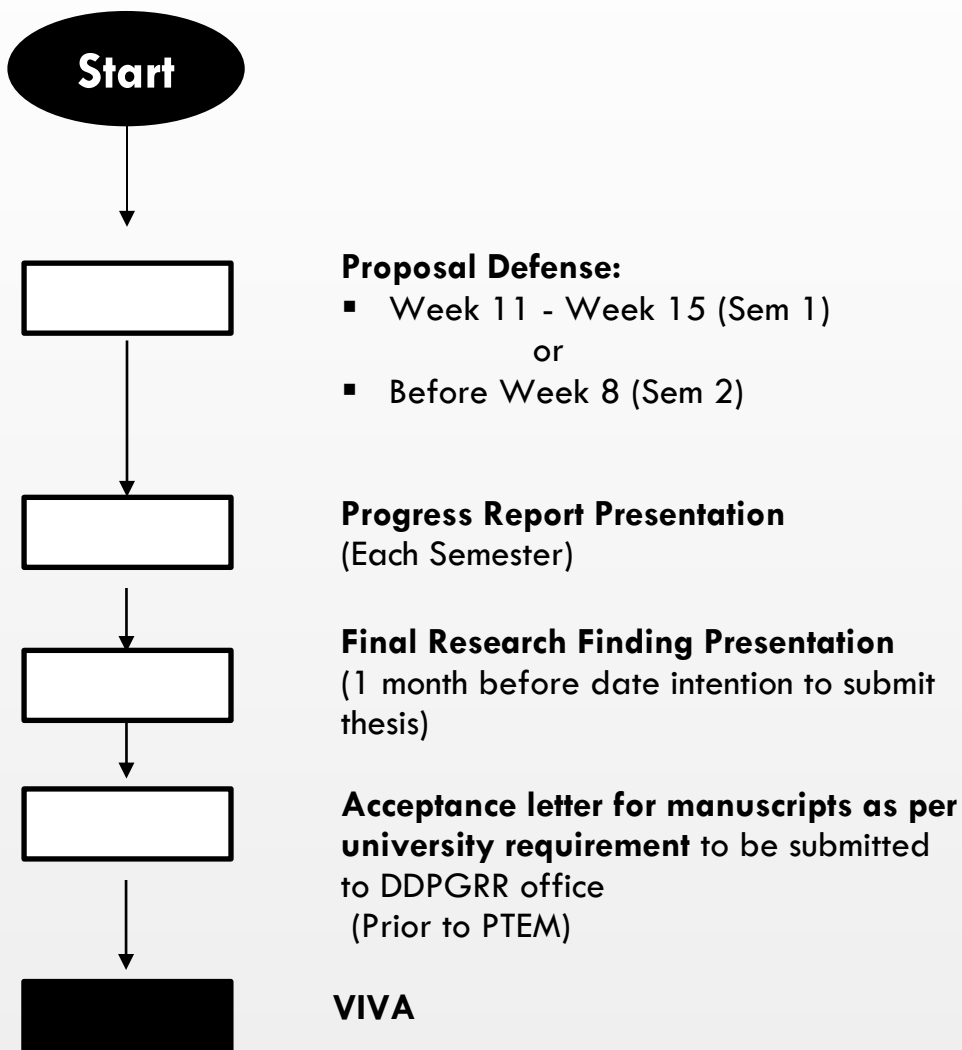 Start
Proposal Defense:
▪ Week 11 - Week 15 (Sem 1)
or
▪ Before Week 8 (Sem 2)
Progress Report Presentation
(Each Semester)
Final Research Finding Presentation
(1 month before date intention to submit
thesis)
Acceptance letter for manuscripts as per
university requirement to be submitted
to DDPGRR office
(Prior to PTEM)
VIVA